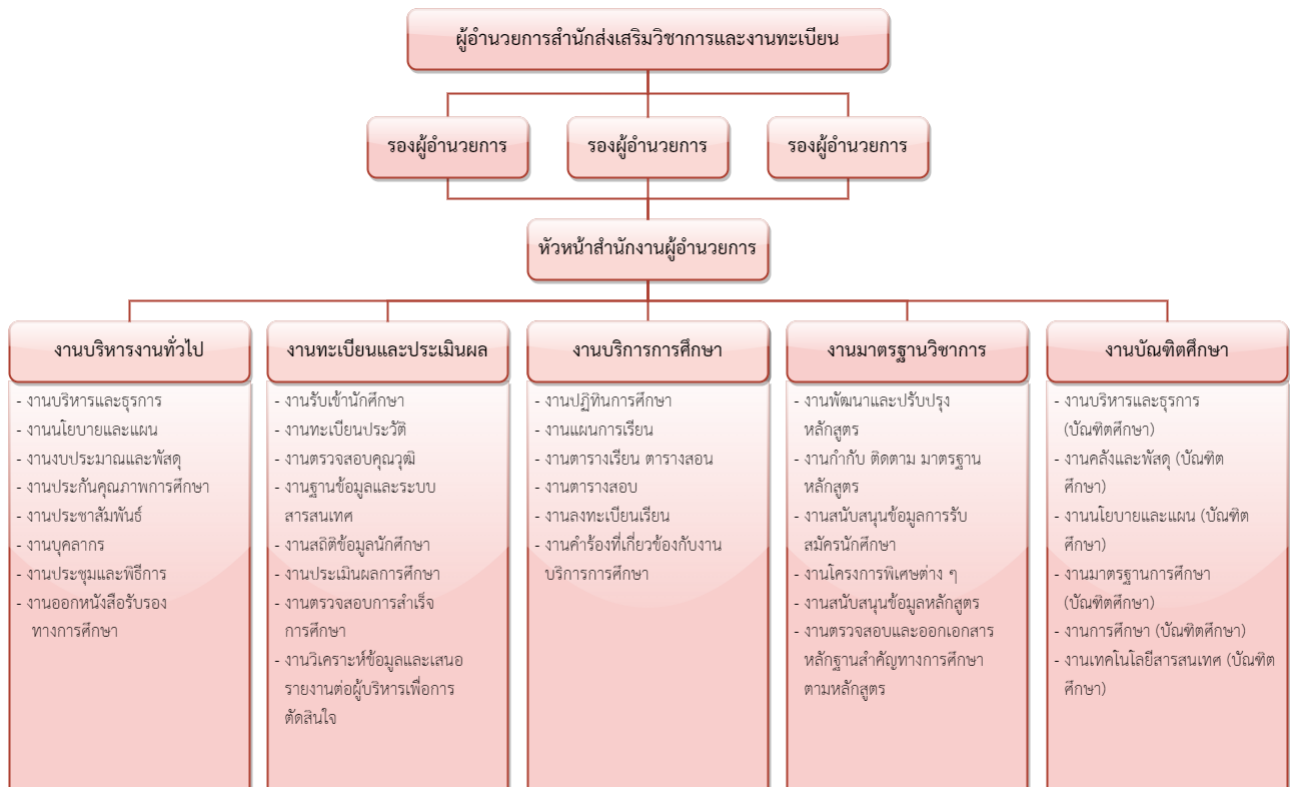 ผู้อำนวยการสำนักส่งเสริมวิชาการและงานทะเบียน
รองผู้อำนวยการ
รองผู้อำนวยการ
รองผู้อำนวยการ
หัวหน้าสำนักงานผู้อำนวยการ
งานบริหารงานทั่วไป
- งานบริหารและธุรการ
- งานนโยบายและแผน
- งานงบประมาณและพัสดุ
- งานประกันคุณภาพการศึกษา
- งานประชาสัมพันธ์
- งานบุคลากร
- งานประชุมและพิธีการ
- งานออกหนังสือรับรอง
ทางการศึกษา
งานทะเบียนและประเมินผล
- งานรับเข้านักศึกษา
- งานทะเบียนประวัติ
- งานตรวจสอบคุณวุฒิ
- งานฐานข้อมูลและระบบ
สารสนเทศ
- งานสถิติข้อมูลนักศึกษา
- งานประเมินผลการศึกษา
- งานตรวจสอบการสำเร็จ
การศึกษา
- งานวิเคราะห์ข้อมูลและเสนอ
รายงานต่อผู้บริหารเพื่อการ
ตัดสินใจ
งานบริการการศึกษา
- งานปฏิทินการศึกษา
- งานแผนการเรียน
- งานตารางเรียน ตารางสอน
- งานตารางสอบ
- งานลงทะเบียนเรียน
- งานคำร้องที่เกี่ยวข้องกับงาน
บริการการศึกษา
งานมาตรฐานวิชาการ
- งานพัฒนาและปรับปรุง
หลักสูตร
- งานกำกับ ติดตาม มาตรฐาน
หลักสูตร
- งานสนับสนุนข้อมูลการรับ
สมัครนักศึกษา
- งานโครงการพิเศษต่าง ๆ
- งานสนับสนุนข้อมูลหลักสูตร
- งานตรวจสอบและออกเอกสาร
หลักฐานสำคัญทางการศึกษา
ตามหลักสูตร
งานบัณฑิตศึกษา
- งานบริหารและธุรการ
(บัณฑิตศึกษา)
- งานคลังและพัสดุ (บัณฑิต
ศึกษา)
- งานนโยบายและแผน (บัณฑิต
ศึกษา)
- งานมาตรฐานการศึกษา
(บัณฑิตศึกษา)
- งานการศึกษา (บัณฑิตศึกษา)
- งานเทคโนโลยีสารสนเทศ (บัณฑิต
ศึกษา)